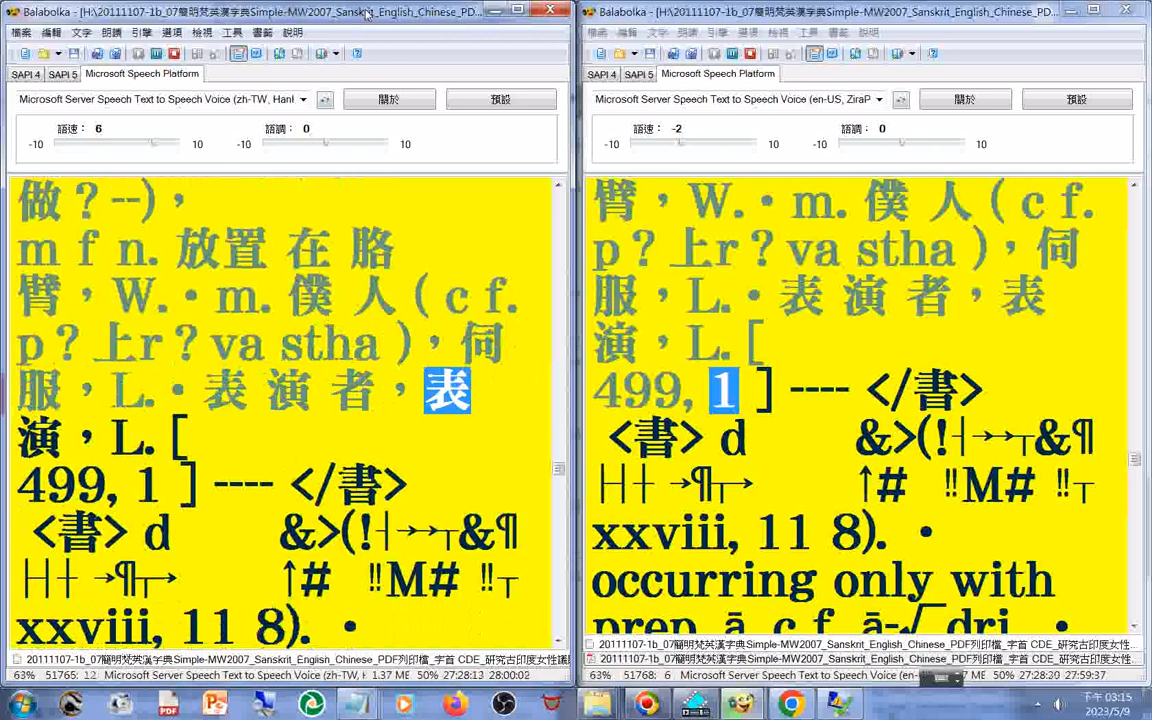 Balabolka - [H:\20111107-1b_07簡明梵英漢字典Simple-MW2007_Sanskrit_English_Chinese_PD...
檔案 編輯 文字 朗讀 引擎 選項 檢視 工具 書籤 說明
SAPI 4 SAPI 5 Microsoft Speech Platform
Microsoft Server Speech Text to Speech Voice (zh-TW, Hanl
關於 預設
語速: 6 語調: 0
-10 10 -10 10
做?--),
m f n. 放置 在 胳
臂,W.•m. 僕 人 ( c f.
p?上r?va stha ),伺
服,L.•表 演 者,表
演,L. [
499, 1 ] ---- </書>
<書> d &>(!┤→→┬&¶
├┤┼ →¶┬→ ↑# ‼M# ‼┬
xxviii, 11 8). •
20111107-1b_07簡明梵英漢字典Simple-MW2007_Sanskrit_English_Chinese_PDF列印檔_字首 CDE_研究古印度女性議
63% 51765: 12 Microsoft Server Speech Text to Speech Voice (zh-TW, H 1.37 MB 50% 27:28:13 28:00:02
Balabolka - [H:\20111107-1b_07簡明梵英漢字典Simple-MW2007_Sanskrit_English_Chinese_PD...
檔案 編輯 文字 朗讀 引擎 選項 檢視 工具 書籤 說明
SAPI 4 SAPI 5 Microsoft Speech Platform
Microsoft Server Speech Text to Speech Voice (en-US, ZiraP
關於 預設
語速: -2 語調: 0
-10 10 -10 10
臂,W.•m. 僕 人 ( c f.
p?上r?va stha ),伺
服,L.•表 演 者,表
演,L. [
499, 1 ] ---- </書>
<書> d &>(!┤→→┬&¶
├┤┼ →¶┬→ ↑# ‼M# ‼┬
xxviii, 11 8). •
occurring only with
prep. ā, c f. ā-√ dri. •
20111107-1b_07簡明梵英漢字典Simple-MW2007_Sanskrit_English_Chinese_PDF列印檔_字首 CDE_研究古印度女性
20111107-1b_07簡明梵英漢字典Simple-MW2007_Sanskrit_English_Chinese_PDF列印檔_字首 CDE_研究古印度女性
63% 51768: 6 Microsoft Server Speech Text to Speech Voice (en- 50% 27:28:20 27:59:37
下午 03:15
2023/5/9